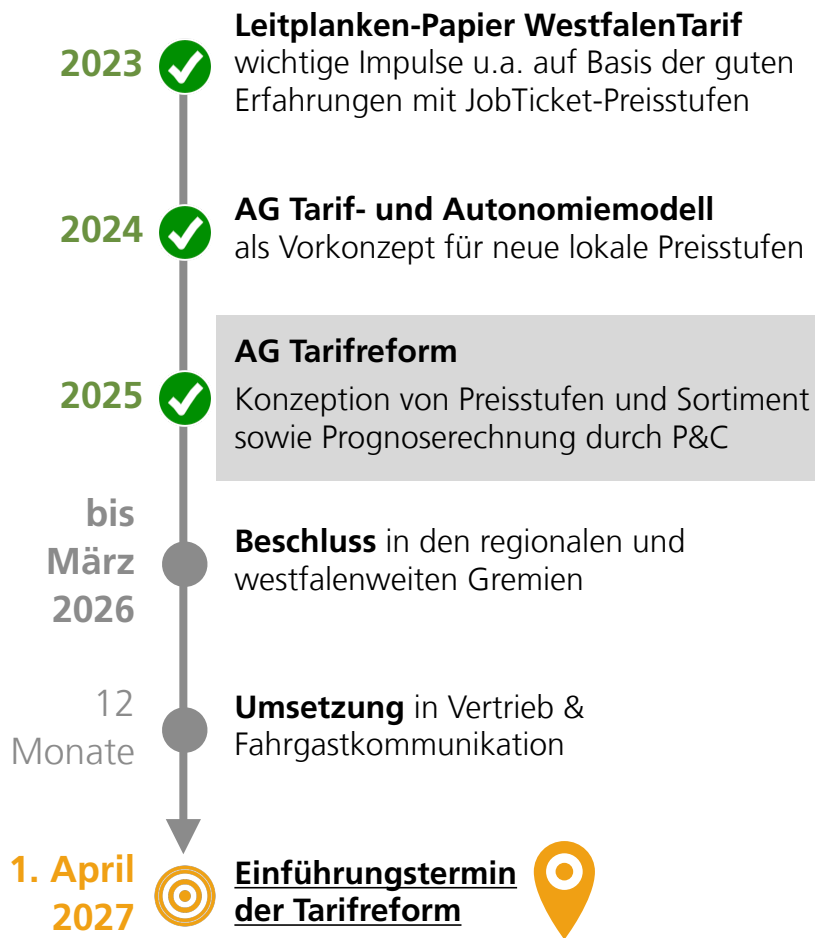 2023
Leitplanken-Papier WestfalenTarif
wichtige Impulse u.a. auf Basis der guten
Erfahrungen mit JobTicket-Preisstufen
2024
AG Tarif- und Autonomiemodell
als Vorkonzept für neue lokale Preisstufen
2025
AG Tarifreform
Konzeption von Preisstufen und Sortiment
sowie Prognoserechnung durch P&C
bis
März
2026
Beschluss in den regionalen und
westfalenweiten Gremien
12
Monate
Umsetzung in Vertrieb &
Fahrgastkommunikation
1. April
2027
Einführungstermin
der Tarifreform